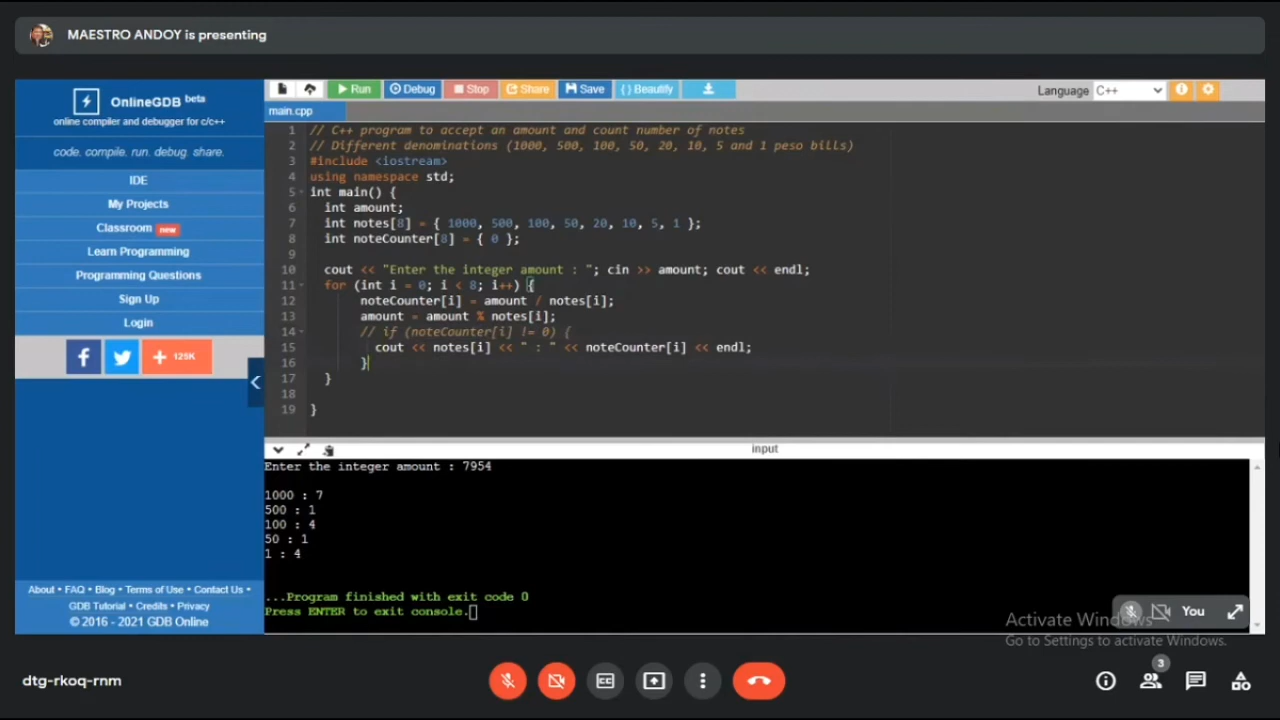 MAESTRO ANDOY is presenting
OnlineGDB beta
online compiler and debugger for c/c++
code. compile. run. debug. share.
IDE
My Projects
Classroom new
Learn Programming
Programming Questions
Sign Up
Login
f
+ 125K
About • FAQ • Blog • Terms of Use • Contact Us •
GDB Tutorial • Credits • Privacy
© 2016 - 2021 GDB Online
Run Debug Stop Share Save {} Beautify
Language C++
main.cpp
1 // C++ program to accept an amount and count number of notes
2 // Different denominations (1000, 500, 100, 50, 20, 10, 5 and 1 peso bills)
3 #include <iostream>
4 using namespace std;
5 int main() {
6 int amount;
7 int notes[8] = { 1000, 500, 100, 50, 20, 10, 5, 1 };
8 int noteCounter[8] = { 0 };
9
10 cout << "Enter the integer amount : "; cin >> amount; cout << endl;
11 for (int i = 0; i < 8; i++) {
12 noteCounter[i] = amount / notes[i];
13 amount = amount % notes[i];
14 // if (noteCounter[i] != 0) {
15 cout << notes[i] << " : " << noteCounter[i] << endl;
16 }
17 }
18
19 }
input
Enter the integer amount : 7954
1000 : 7
500 : 1
100 : 4
50 : 1
1 : 4
...Program finished with exit code 0
Press ENTER to exit console.
You
Activate Windows
Go to Settings to activate Windows.
dtg-rkoq-rnm
CC
3